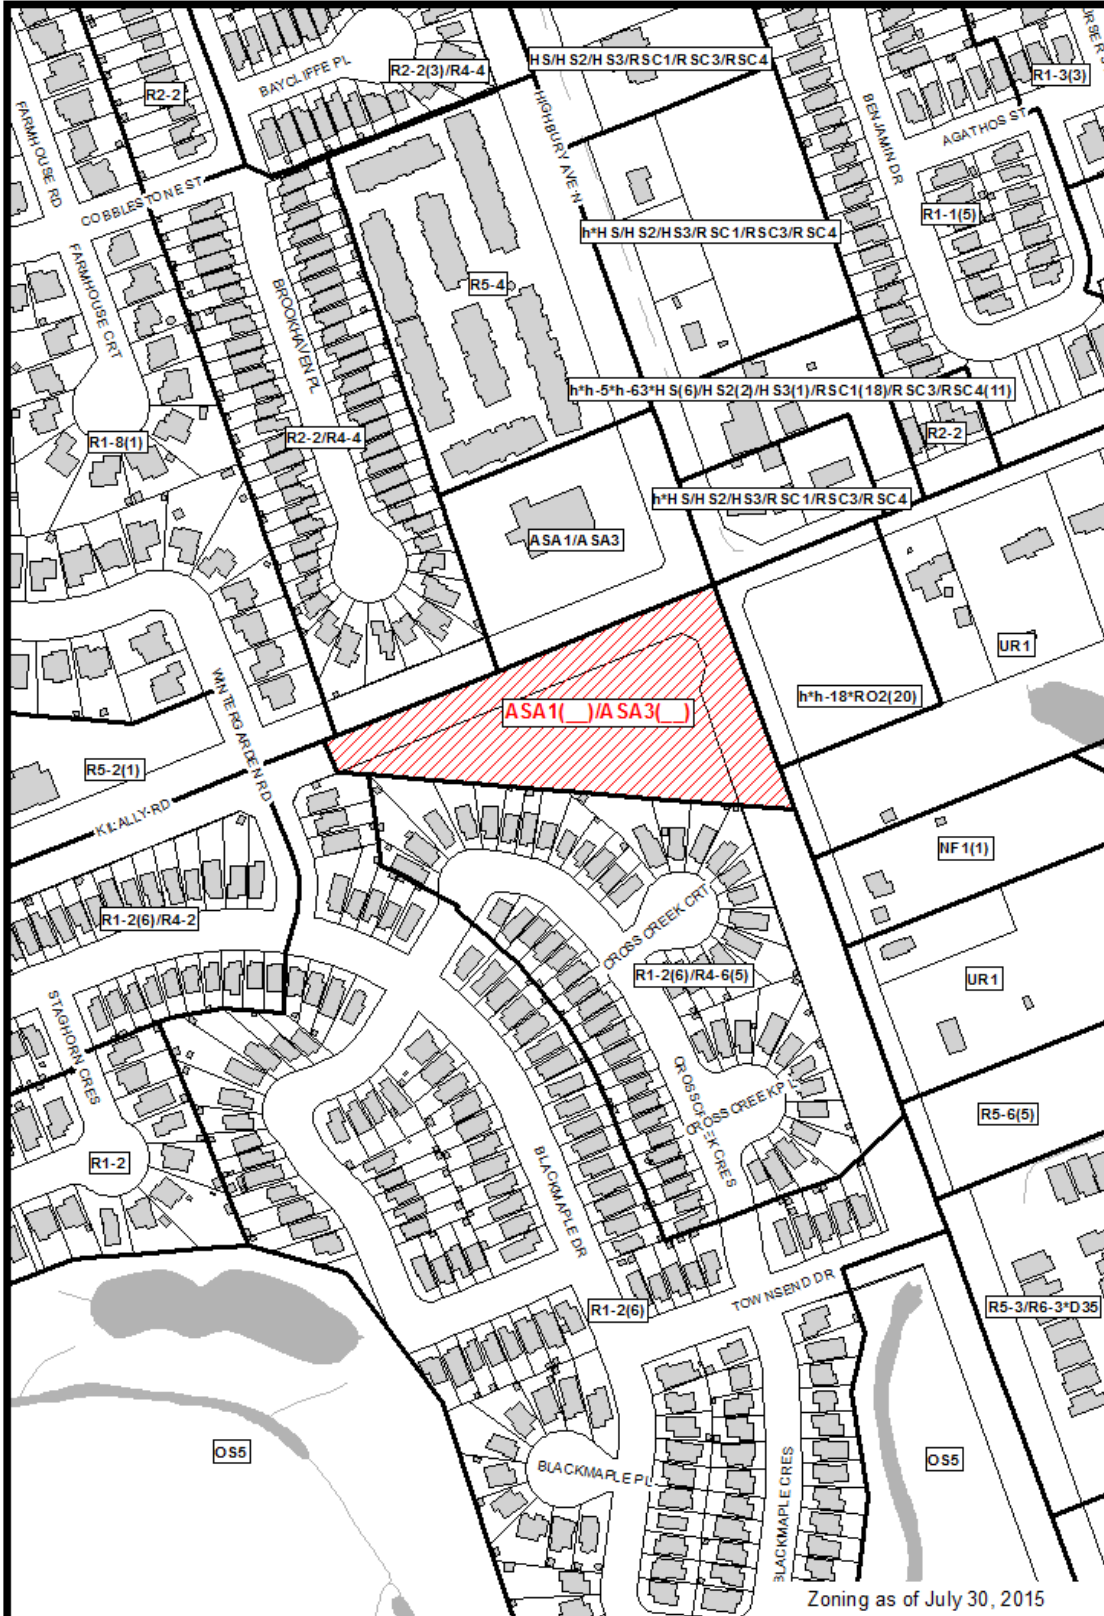 HS/HS2/HS3/RSC1/RSC3/RSC4
R2-2(3)/R4-4
BAYCLIFFE PL
R2-2
R1-3(3)
FARMHOUSE RD
HIGHBURY AVE N
BENJAMIN DR
AGATHOS ST
COBBLESTONE ST
R1-1(5)
h*HS/HS2/HS3/RSC1/RSC3/RSC4
FARMHOUSE CRT
BROOKHAVEN PL
R5-4
h*h-5*h-63*HS(6)/HS2(2)/HS3(1)/RSC1(18)/RSC3/RSC4(11)
R1-8(1)
R2-2/R4-4
R2-2
h*HS/HS2/HS3/RSC1/RSC3/RSC4
ASA1/ASA3
UR1
h*h-18*RO2(20)
ASA1(__)/ASA3(__)
WINTERGARDEN RD
R5-2(1)
KILALLY RD
NF1(1)
R1-2(6)/R4-2
CROSS CREEK CRT
R1-2(6)/R4-6(5)
UR1
STAGHORN CRES
CROSSCREEK CRES
CROSS CREEK PL
R5-6(5)
R1-2
BLACKMAPLE DR
TOWNSEND DR
R1-2(6)
R5-3/R6-3*D35
OS5
BLACKMAPLE PL
BLACKMAPLE CRES
OS5
Zoning as of July 30, 2015